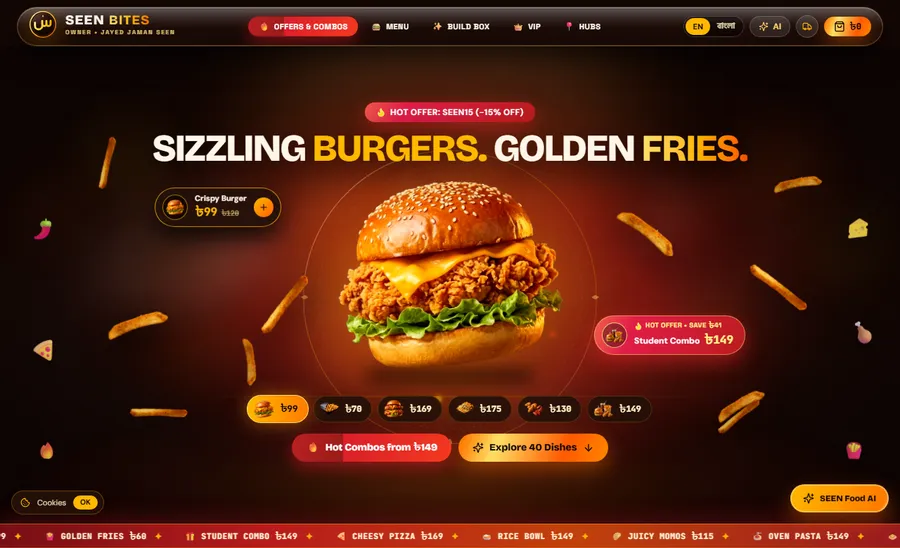 س
SEEN BITES
OWNER • JAYED JAMAN SEEN
OFFERS & COMBOS
MENU
BUILD BOX
VIP
HUBS
EN
বাংলা
AI
৳0
HOT OFFER: SEEN15 (-15% OFF)
SIZZLING BURGERS. GOLDEN FRIES.
Crispy Burger
৳99 ৳120
HOT OFFER • SAVE ৳41
Student Combo ৳149
৳99
৳70
৳169
৳175
৳130
৳149
Hot Combos from ৳149
Explore 40 Dishes ↓
Cookies OK
SEEN Food AI
9 ✦ GOLDEN FRIES ৳60 ✦ STUDENT COMBO ৳149 ✦ CHEESY PIZZA ৳169 ✦ RICE BOWL ৳149 ✦ JUICY MOMOS ৳115 ✦ OVEN PASTA ৳149 ✦